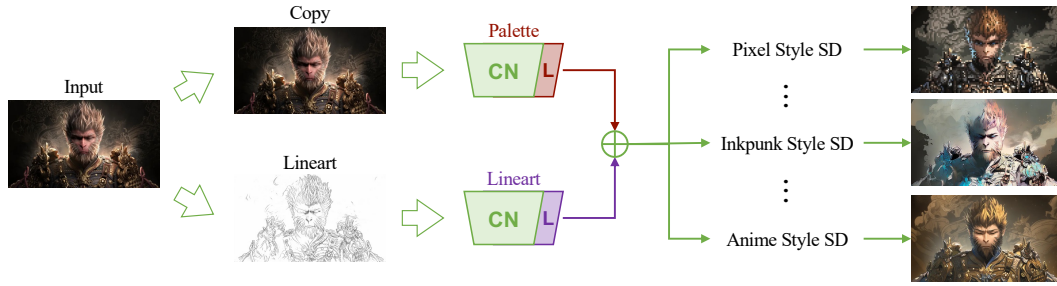 Input
Copy
Lineart
Palette
CN L
Lineart
CN L
Pixel Style SD
Inkpunk Style SD
Anime Style SD